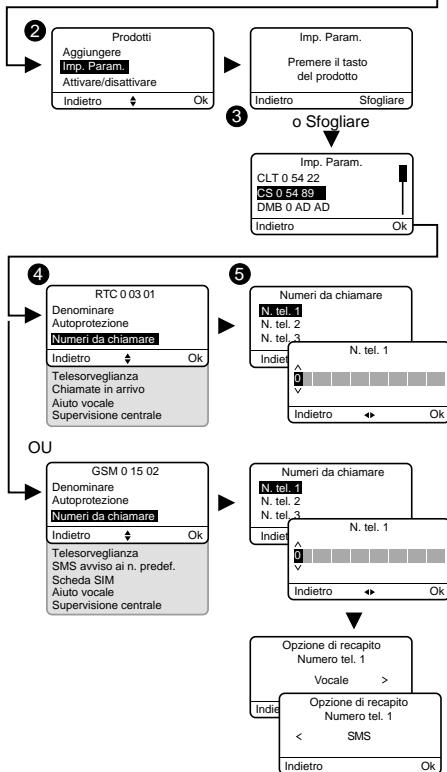 2
Prodotti
Aggiungere
Imp. Param.
Attivare/disattivare
Indietro Ok
Imp. Param.
Premere il tasto
del prodotto
Indietro Sfogliare
3
o Sfogliare
Imp. Param.
CLT 0 54 22
CS 0 54 89
DMB 0 AD AD
Indietro Ok
4
RTC 0 03 01
Denominare
Autoprotezione
Numeri da chiamare
Indietro Ok
Telesorveglianza
Chiamate in arrivo
Aiuto vocale
Supervisione centrale
5
Numeri da chiamare
N. tel. 1
N. tel. 2
N. tel. 3
Indiet
N. tel. 1
0
Indietro Ok
OU
GSM 0 15 02
Denominare
Autoprotezione
Numeri da chiamare
Indietro Ok
Telesorveglianza
SMS avviso ai n. predef.
Scheda SIM
Aiuto vocale
Supervisione centrale
Numeri da chiamare
N. tel. 1
N. tel. 2
N. tel. 3
Indiet
N. tel. 1
0
Indietro Ok
Opzione di recapito
Numero tel. 1
Vocale >
Indie
Opzione di recapito
Numero tel. 1
< SMS
Indietro Ok